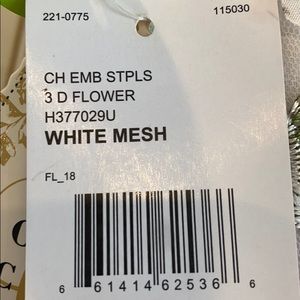 221-0775 115030
CH EMB STPLS
3 D FLOWER
H377029U
WHITE MESH
FL_18
6 61414 62536 6